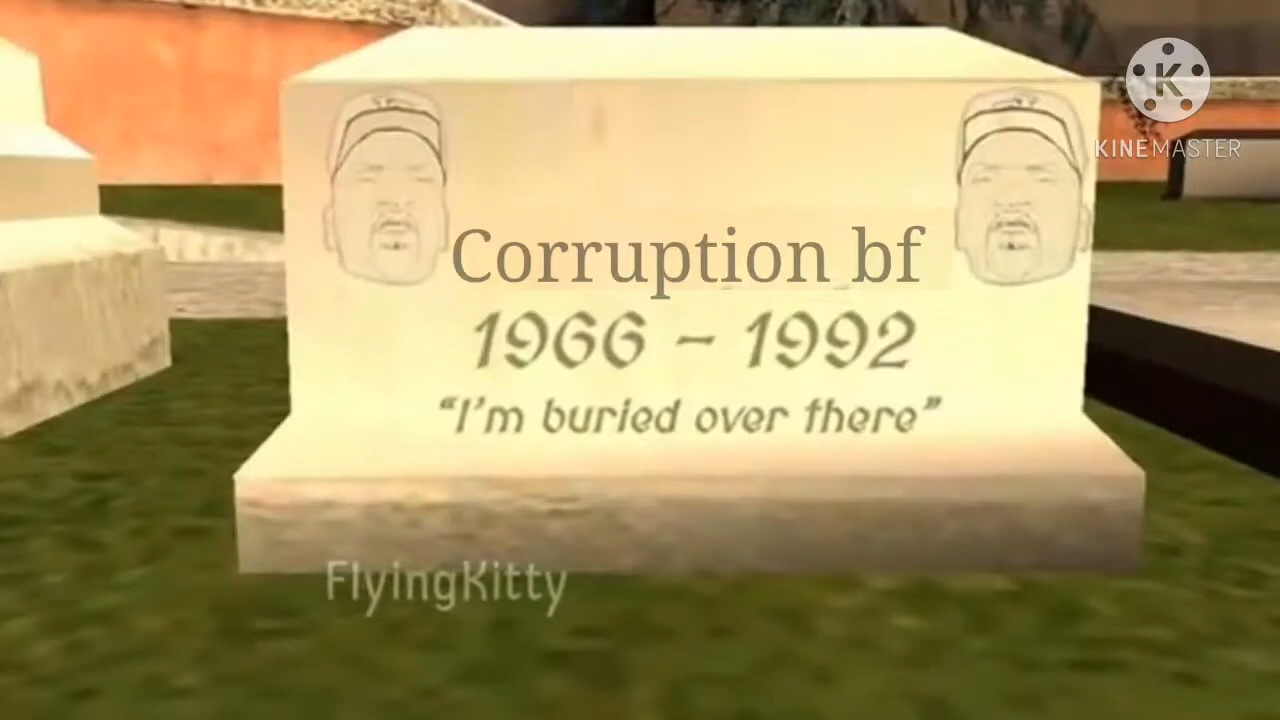 K
KINEMASTER
Corruption bf
1966 - 1992
“I'm buried over there”
FlyingKitty